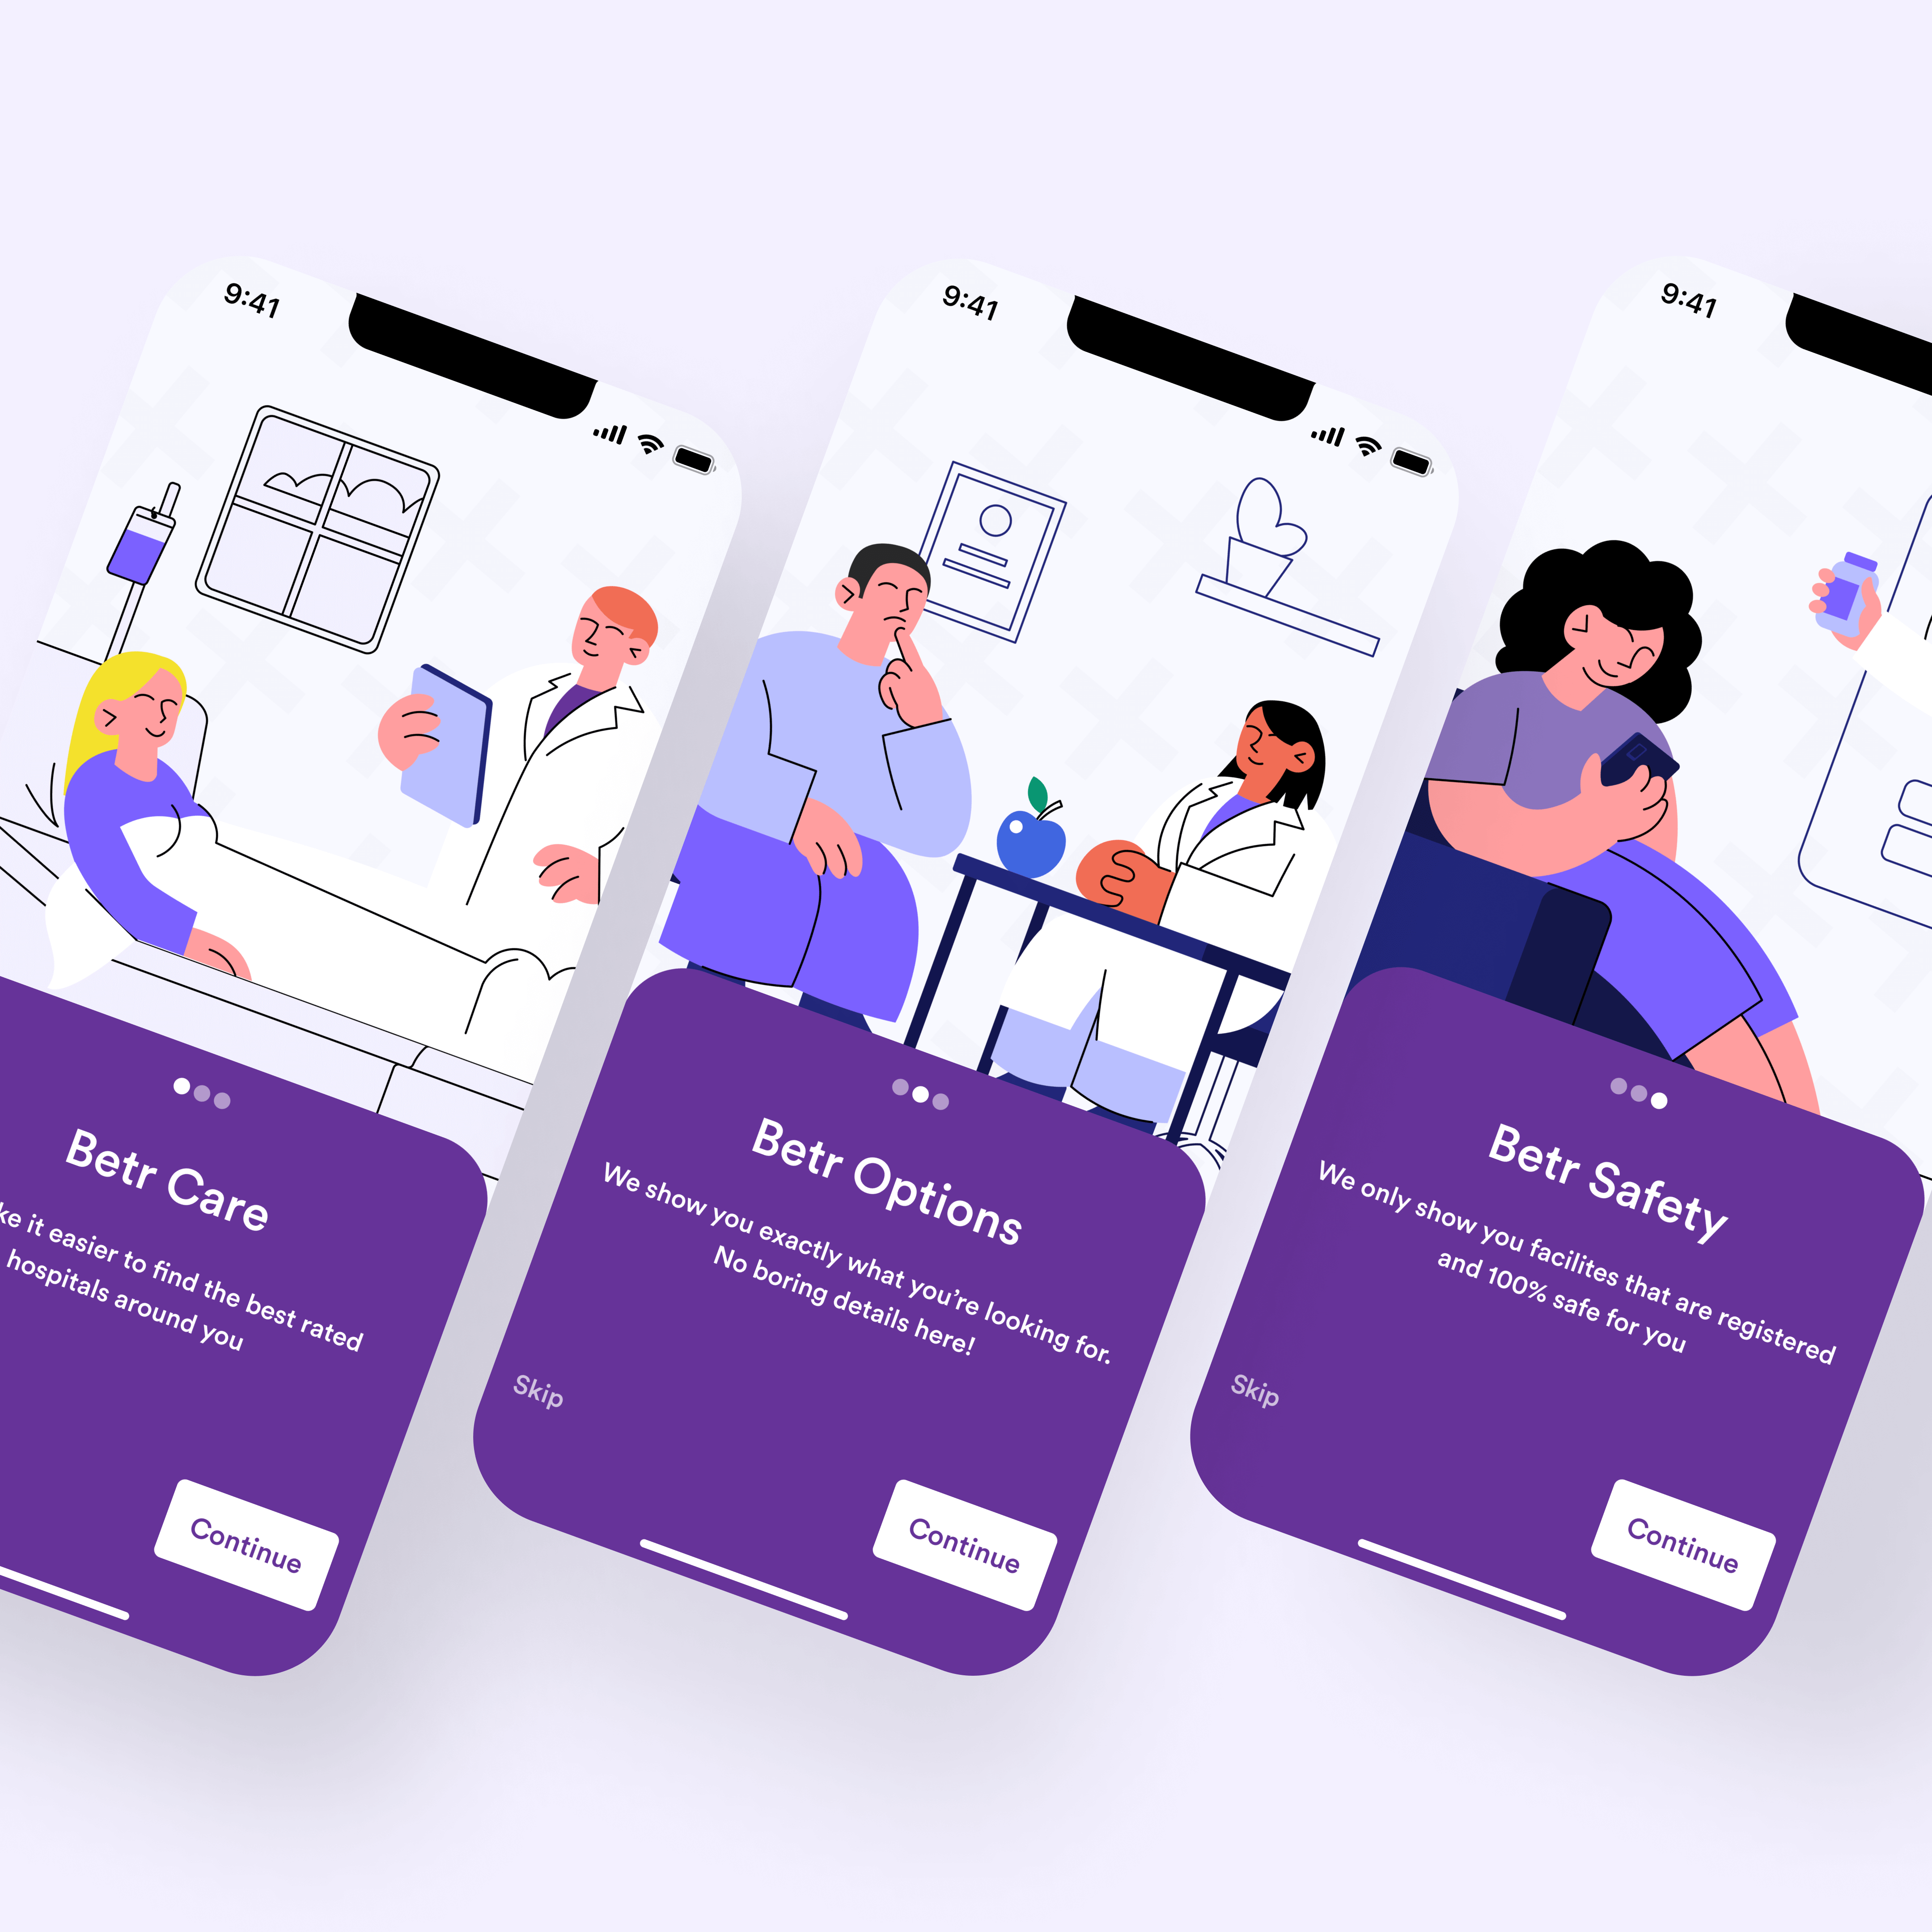 9:41
Betr Care
it easier to find the best rated
hospitals around you
Continue
9:41
Betr Options
We show you exactly what you're looking for.
No boring details here!
Skip
Continue
9:41
Betr Safety
We only show you facilites that are registered
and 100% safe for you
Skip
Continue